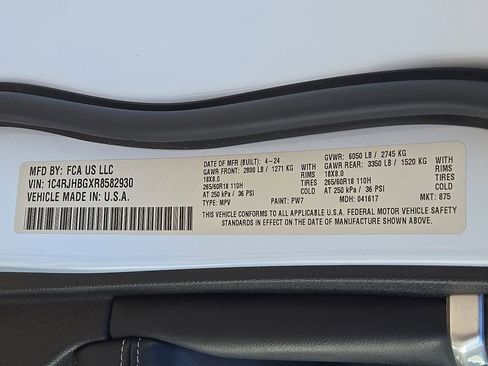 MFD BY: FCA US LLC
VIN: 1C4RJHBGXR8582930
VEHICLE MADE IN: U.S.A.
DATE OF MFR (BUILT): 4-24 GVWR: 6050 LB / 2745 KG
GAWR FRONT: 2800 LB / 1271 KG WITH GAWR REAR: 3350 LB / 1520 KG WITH
18X8.0 RIMS 18X8.0 RIMS
265/60R18 110H TIRES 265/60R18 110H TIRES
AT 250 kPa / 36 PSI COLD AT 250 kPa / 36 PSI COLD
TYPE: MPV PAINT: PW7 MDH: 041617 MKT: 875
THIS VEHICLE CONFORMS TO ALL APPLICABLE U.S.A. FEDERAL MOTOR VEHICLE SAFETY
STANDARDS IN EFFECT ON THE DATE OF MANUFACTURE SHOWN ABOVE.